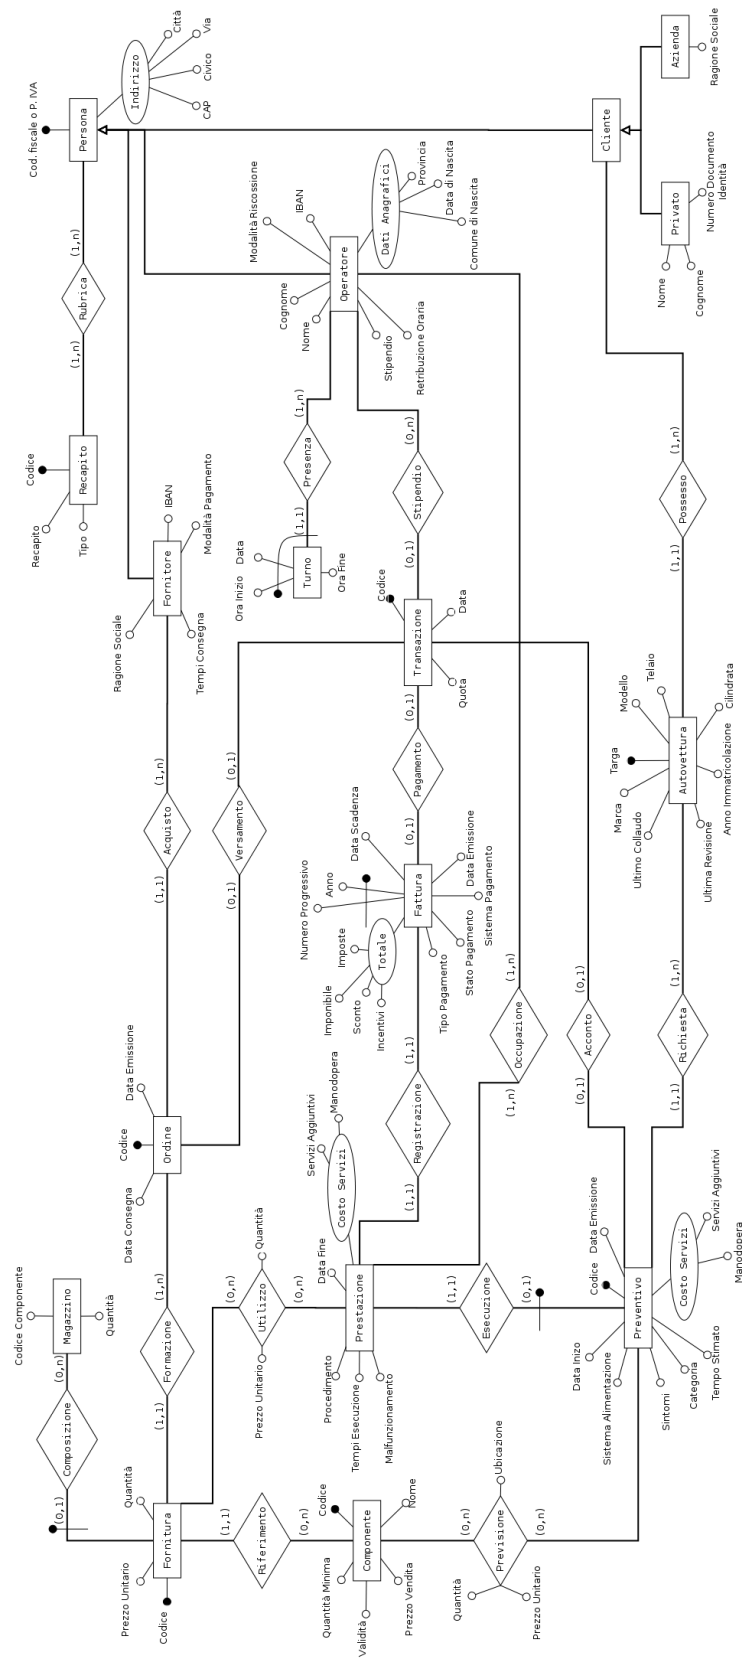 Codice Componente
Magazzino
Quantità
(0,n)
Composizione
(0,1)
Quantità
Fornitura
Prezzo Unitario
Codice
(1,1)
Formazione
(1,n)
Data Consegna
Codice
Ordine
Data Emissione
(1,1)
Acquisto
(1,n)
Ragione Sociale
Tempi Consegna
Fornitore
IBAN
Modalità Pagamento
Recapito
Codice
Tipo
Recapito
(1,n)
Rubrica
(1,n)
Cod. fiscale o P. IVA
Persona
Indirizzo
Città
Via
Civico
CAP
(0,1)
Versamento
(0,1)
Prezzo Unitario
Utilizzo
Quantità
(0,n)
(0,n)
(1,1)
Riferimento
(0,n)
Codice
Nome
Componente
Quantità Minima
Validità
Prezzo Vendita
(0,n)
Previsione
Ubicazione
Quantità
Prezzo Unitario
(0,n)
Procedimento
Tempi Esecuzione
Malfunzionamento
Prestazione
Data Fine
Costo Servizi
Servizi Aggiuntivi
Manodopera
(1,1)
Registrazione
(1,1)
Imponibile
Imposte
Sconto
Incentivi
Totale
Numero Progressivo
Anno
Data Scadenza
Fattura
Data Emissione
Sistema Pagamento
Stato Pagamento
Tipo Pagamento
(0,1)
Pagamento
(0,1)
Codice
Transazione
Data
Quota
(0,1)
Stipendio
(0,n)
Ora Inizio
Data
Turno
Ora Fine
(1,1)
Presenza
(1,n)
Nome
Cognome
Modalità Riscossione
IBAN
Operatore
Stipendio
Retribuzione Oraria
Dati Anagrafici
Provincia
Data di Nascita
Comune di Nascita
(1,1)
Esecuzione
(0,1)
(1,n)
Occupazione
(1,n)
(0,1)
Acconto
(0,1)
Data Inizo
Codice
Data Emissione
Sistema Alimentazione
Preventivo
Sintomi
Categoria
Tempo Stimato
Costo Servizi
Servizi Aggiuntivi
Manodopera
(1,1)
Richiesta
(1,n)
Ultimo Collaudo
Marca
Targa
Modello
Telaio
Autovettura
Ultima Revisione
Anno Immatricolazione
Cilindrata
(1,1)
Possesso
(1,n)
Cliente
Privato
Nome
Cognome
Numero Documento
Identità
Azienda
Ragione Sociale